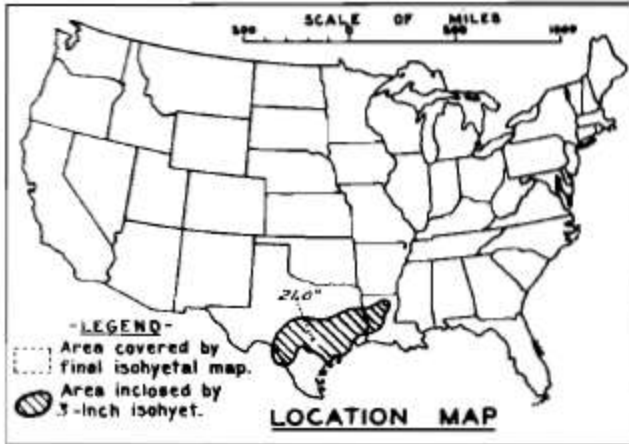 SCALE OF MILES
500 0 500 1000
21.0"
-LEGEND-
Area covered by
final isohyetal map.
Area inclosed by
3-Inch isohyet.
LOCATION MAP